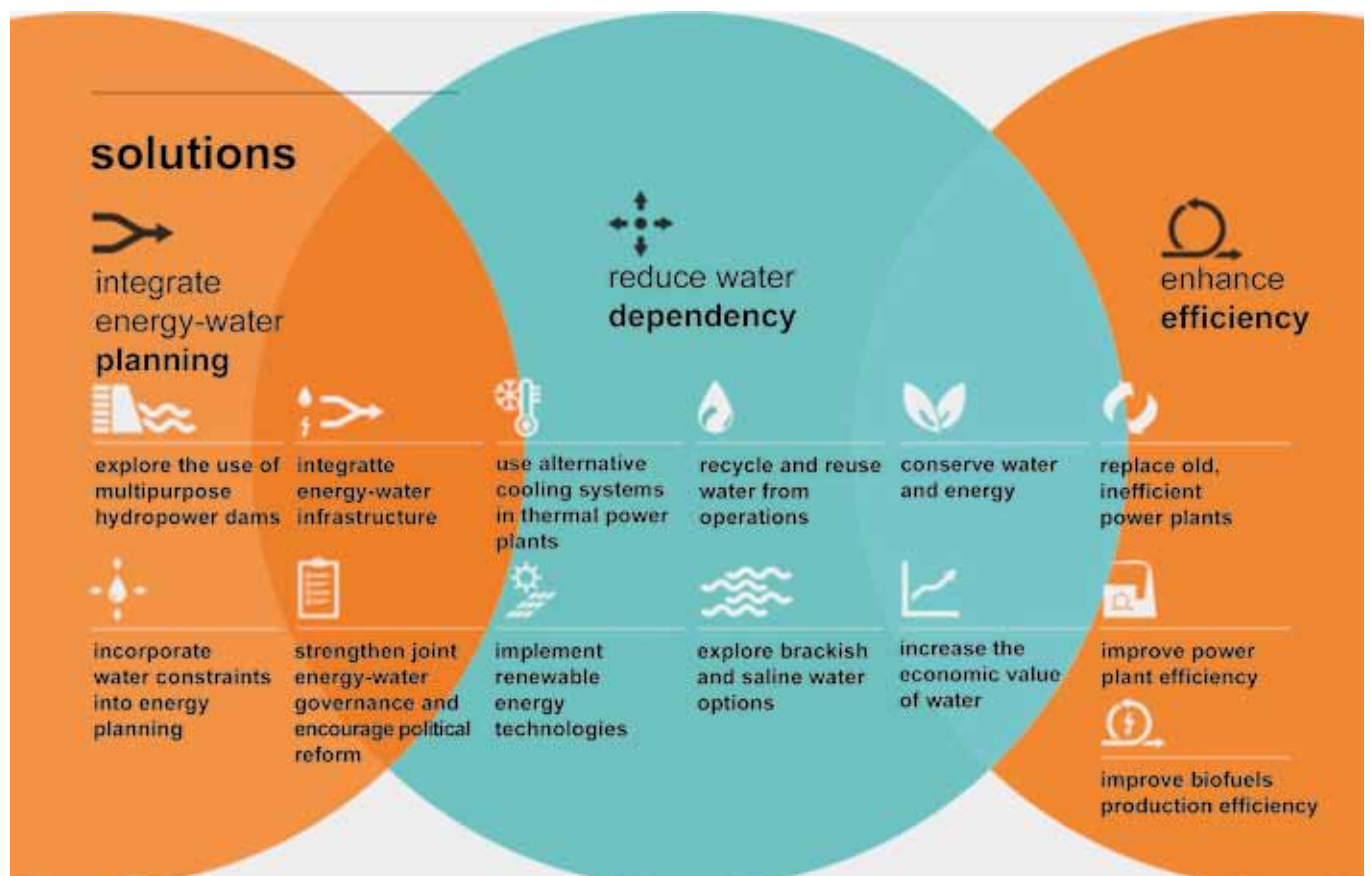 solutions
integrate
energy-water
planning
reduce water
dependency
enhance
efficiency
explore the use of
multipurpose
hydropower dams
integratte
energy-water
infrastructure
use alternative
cooling systems
in thermal power
plants
recycle and reuse
water from
operations
conserve water
and energy
replace old,
inefficient
power plants
incorporate
water constraints
into energy
planning
strengthen joint
energy-water
governance and
encourage political
reform
implement
renewable
energy
technologies
explore brackish
and saline water
options
increase the
economic value
of water
improve power
plant efficiency
improve biofuels
production efficiency